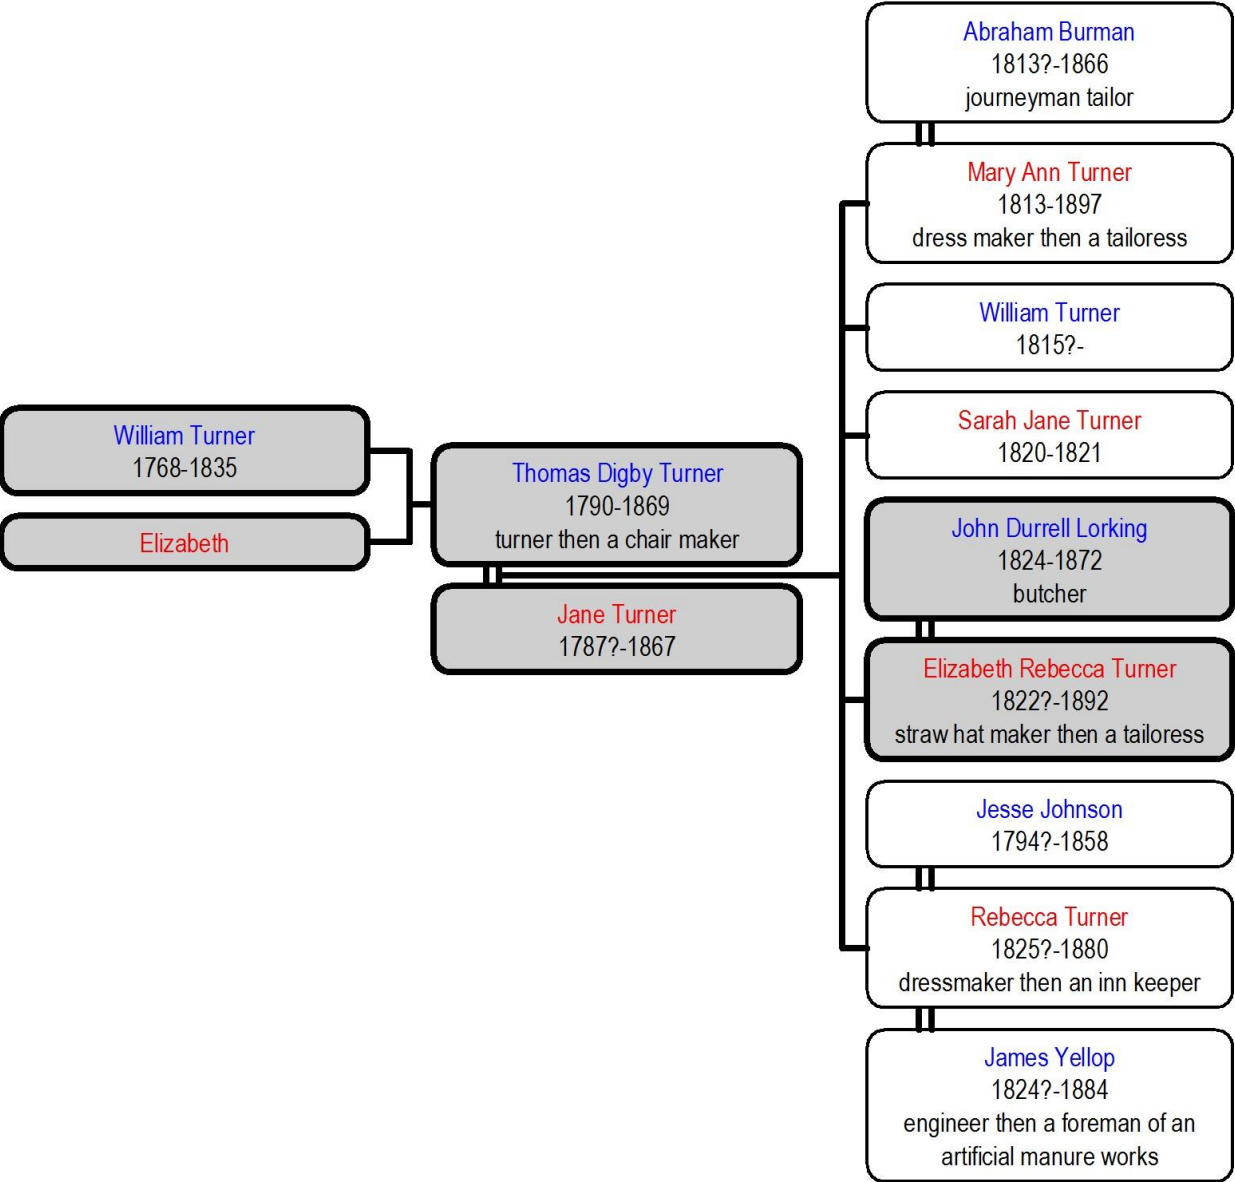 William Turner
1768-1835
Elizabeth
Thomas Digby Turner
1790-1869
turner then a chair maker
Jane Turner
1787?-1867
Abraham Burman
1813?-1866
journeyman tailor
Mary Ann Turner
1813-1897
dress maker then a tailoress
William Turner
1815?-
Sarah Jane Turner
1820-1821
John Durrell Lorking
1824-1872
butcher
Elizabeth Rebecca Turner
1822?-1892
straw hat maker then a tailoress
Jesse Johnson
1794?-1858
Rebecca Turner
1825?-1880
dressmaker then an inn keeper
James Yellop
1824?-1884
engineer then a foreman of an
artificial manure works